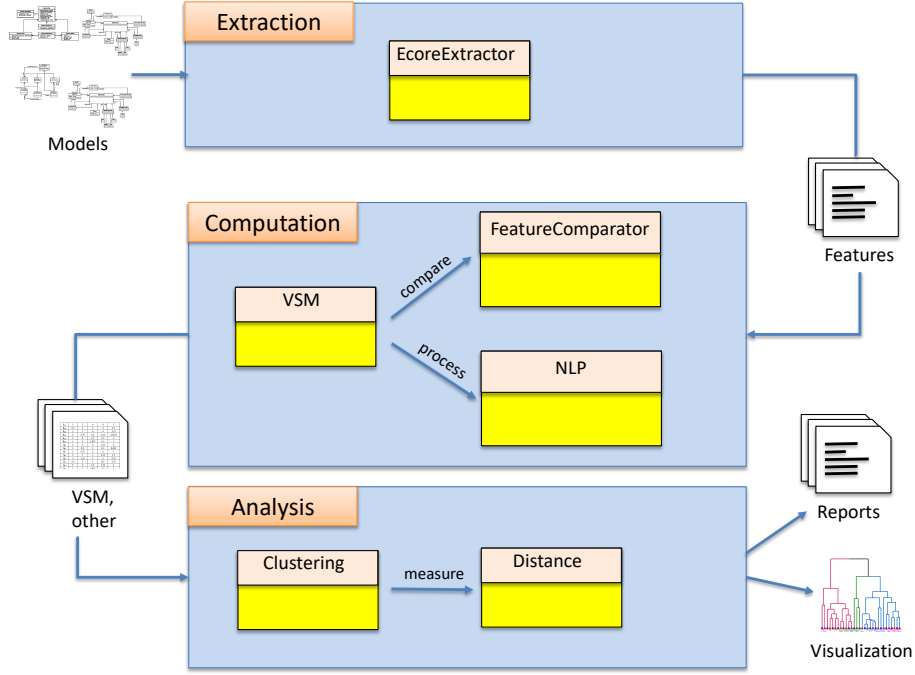 Extraction
EcoreExtractor
Models
Features
Computation
FeatureComparator
compare
VSM
process
NLP
VSM,
other
Analysis
Clustering
measure
Distance
Reports
Visualization